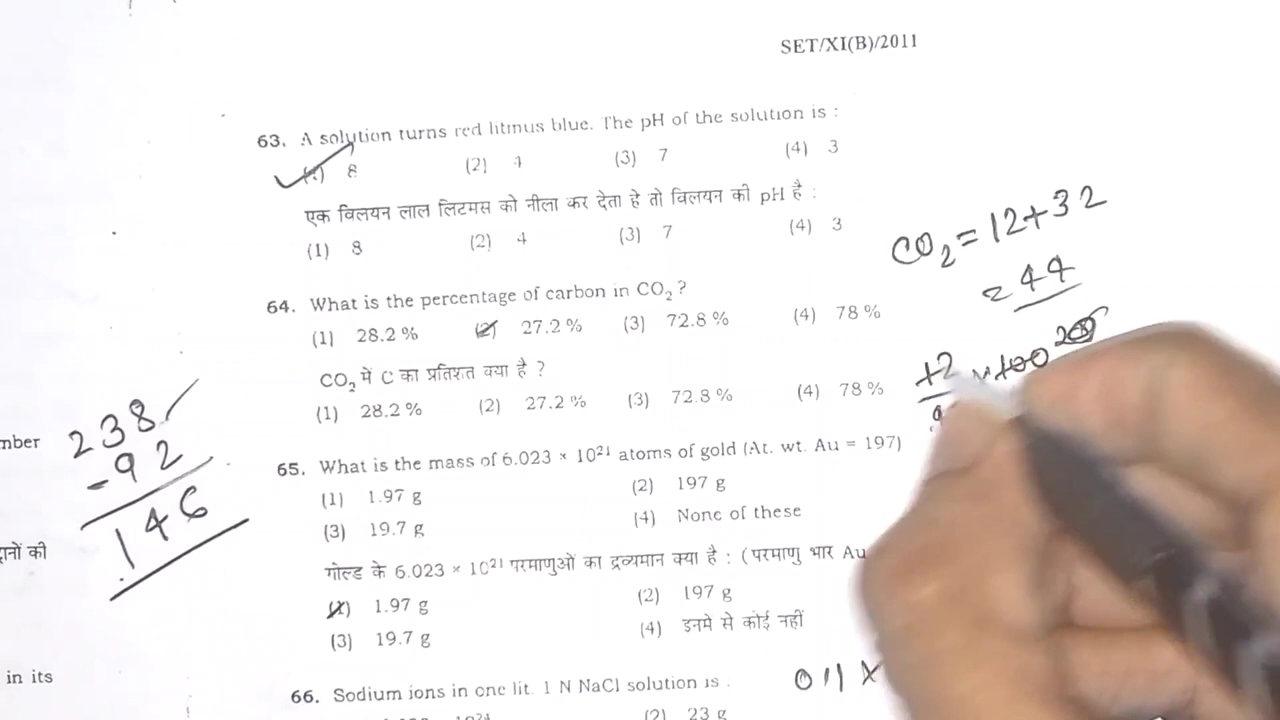 SET/XI(B)/2011
63. A solution turns red litmus blue. The pH of the solution is :
(1) 8 (2) 4 (3) 7 (4) 3
एक विलयन लाल लिटमस को नीला कर देता हे तो विलयन की pH है :
(1) 8 (2) 4 (3) 7 (4) 3
CO2 = 12+32
= 44
64. What is the percentage of carbon in CO2 ?
(1) 28.2 % (2) 27.2 % (3) 72.8 % (4) 78 %
CO2 में C का प्रतिशत क्या है ?
(1) 28.2 % (2) 27.2 % (3) 72.8 % (4) 78 %
12 × 100
238
- 92
146
65. What is the mass of 6.023 × 10²¹ atoms of gold (At. wt. Au = 197)
(1) 1.97 g (2) 197 g
(3) 19.7 g (4) None of these
गोल्ड के 6.023 × 10²¹ परमाणुओं का द्रव्यमान क्या है : (परमाणु भार Au
(1) 1.97 g (2) 197 g
(3) 19.7 g (4) इनमे से कोई नहीं
in its
66. Sodium ions in one lit. 1 N NaCl solution is :
(2) 23 g